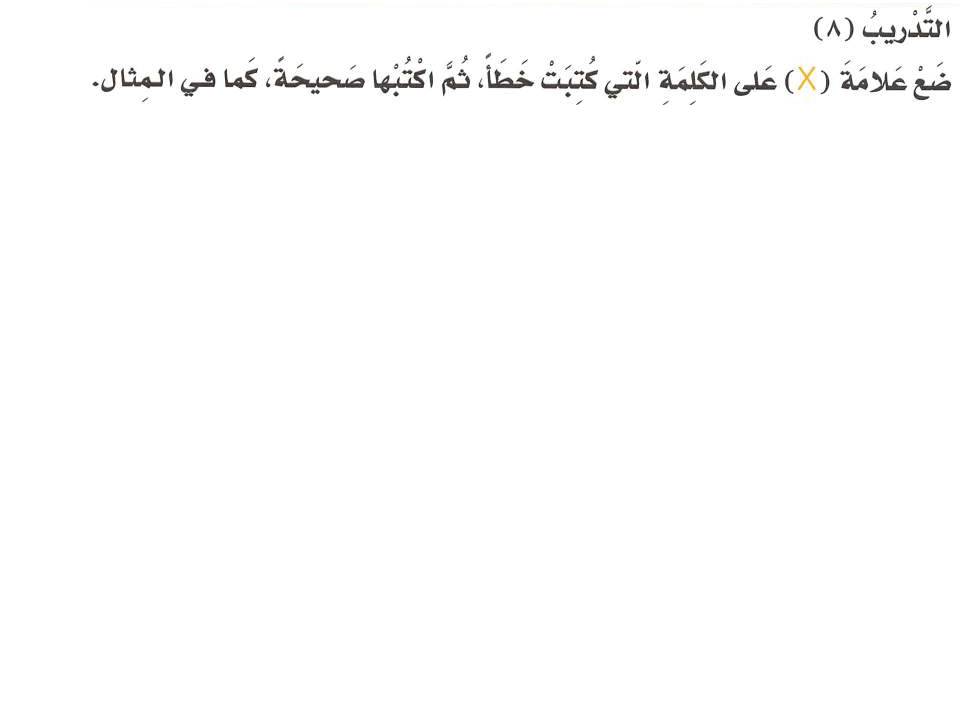 التَّدْريبُ (٨)
ضَعْ عَلامَةَ (X) عَلى الكَلِمَةِ الّتي كُتِبَتْ خَطَأً، ثُمَّ اكْتُبْها صَحيحَةً، كَما في المِثال.